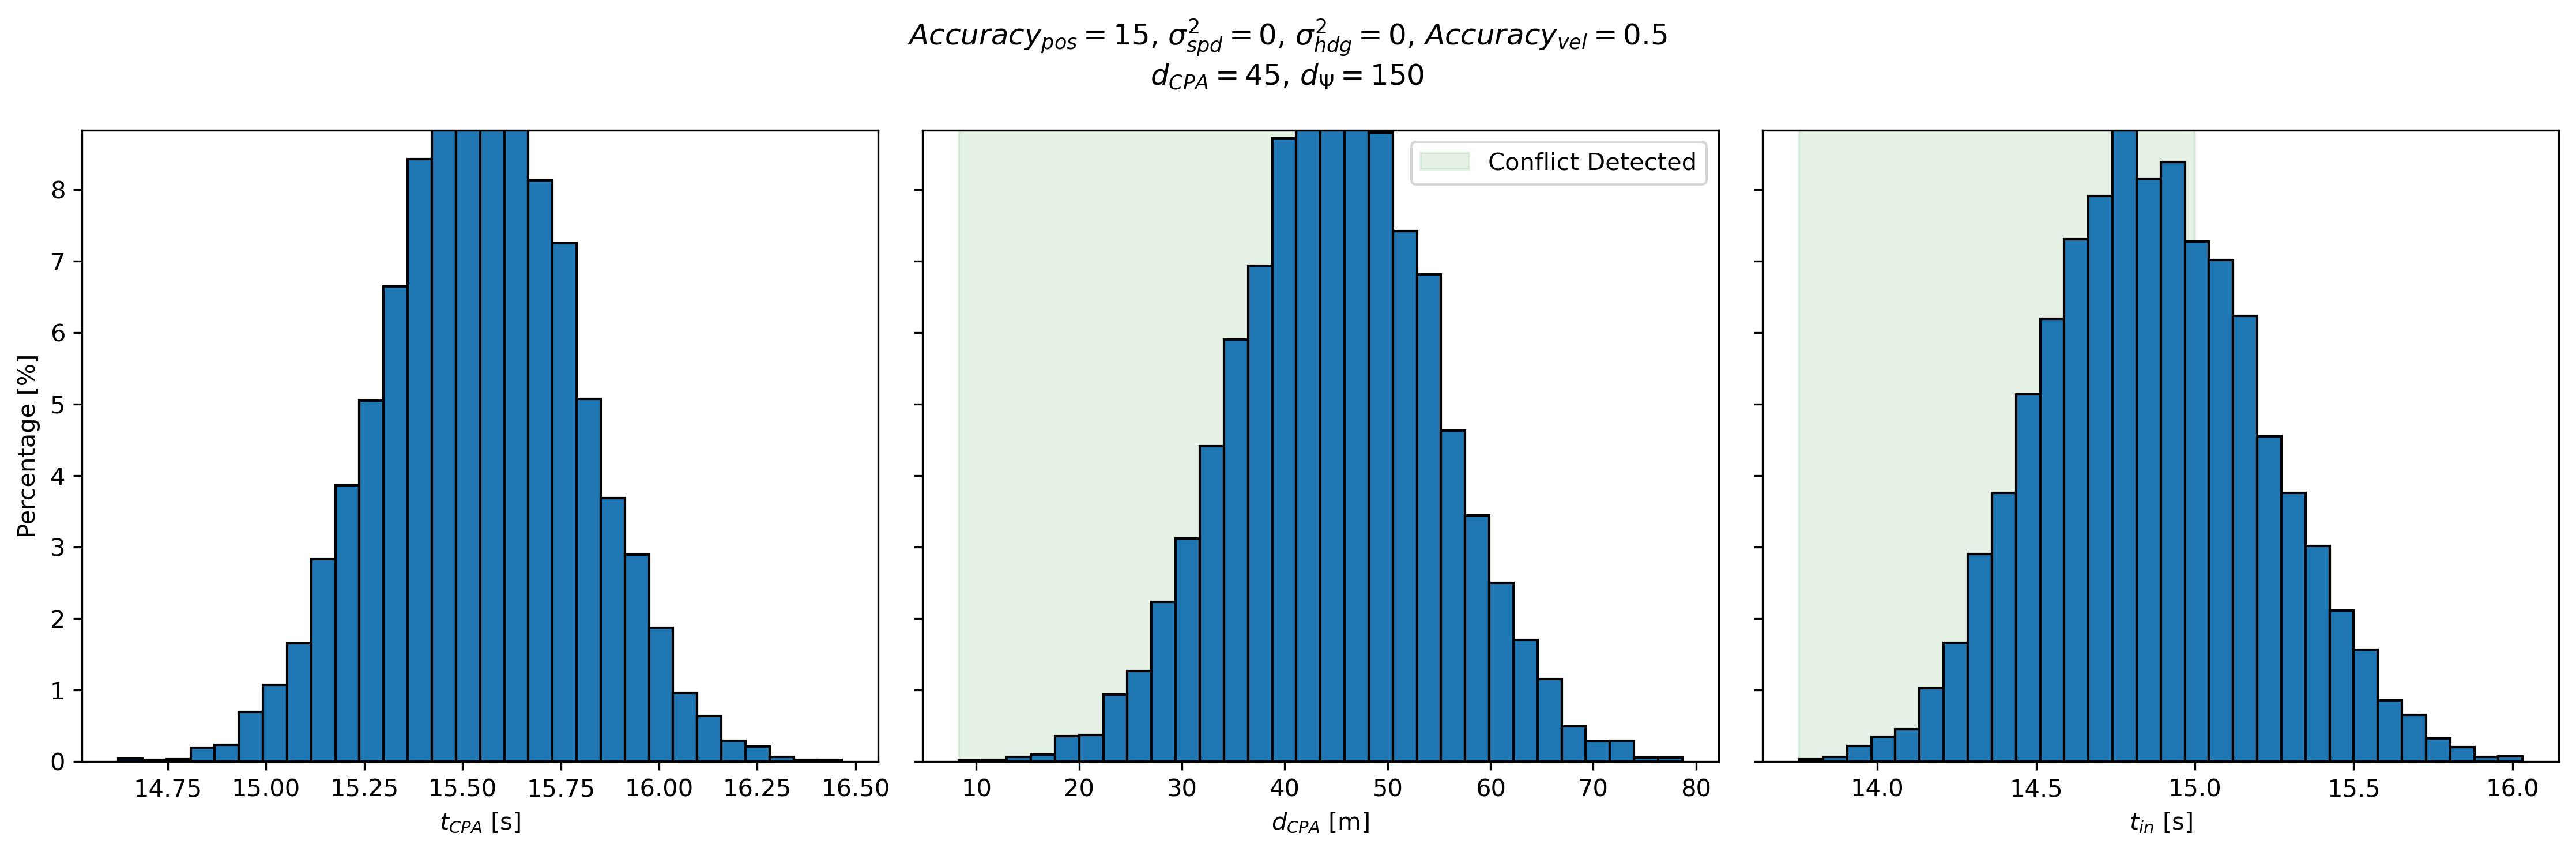 Accuracy_pos = 15, σ²_spd = 0, σ²_hdg = 0, Accuracy_vel = 0.5
d_CPA = 45, d_Ψ = 150
Percentage [%]
8
7
6
5
4
3
2
1
0
14.75 15.00 15.25 15.50 15.75 16.00 16.25 16.50
t_CPA [s]
Conflict Detected
10 20 30 40 50 60 70 80
d_CPA [m]
14.0 14.5 15.0 15.5 16.0
t_in [s]